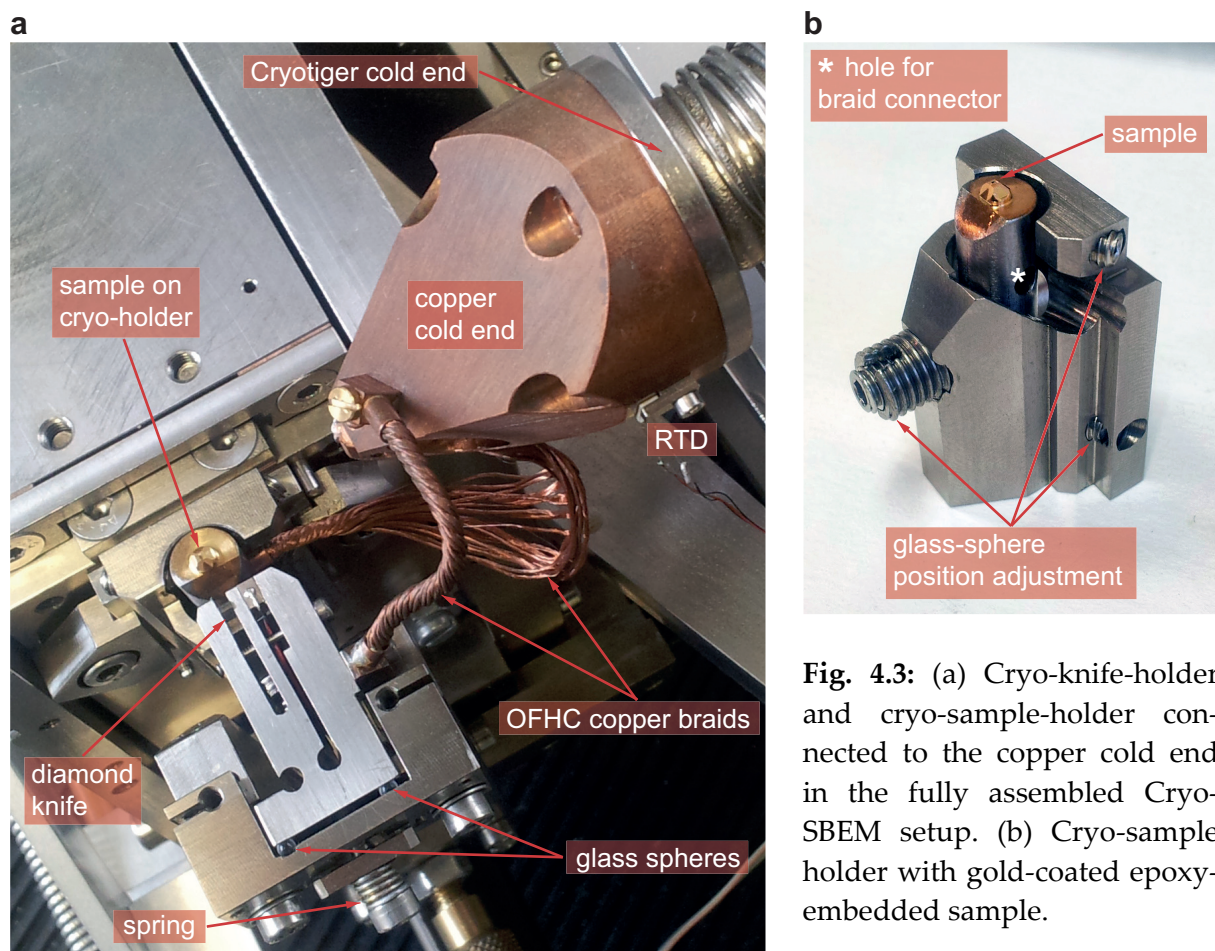 a
Cryotiger cold end
sample on
cryo-holder
copper
cold end
RTD
OFHC copper braids
diamond
knife
glass spheres
spring
b
* hole for
braid connector
sample
*
glass-sphere
position adjustment
Fig. 4.3: (a) Cryo-knife-holder
and cryo-sample-holder con-
nected to the copper cold end
in the fully assembled Cryo-
SBEM setup. (b) Cryo-sample
holder with gold-coated epoxy-
embedded sample.